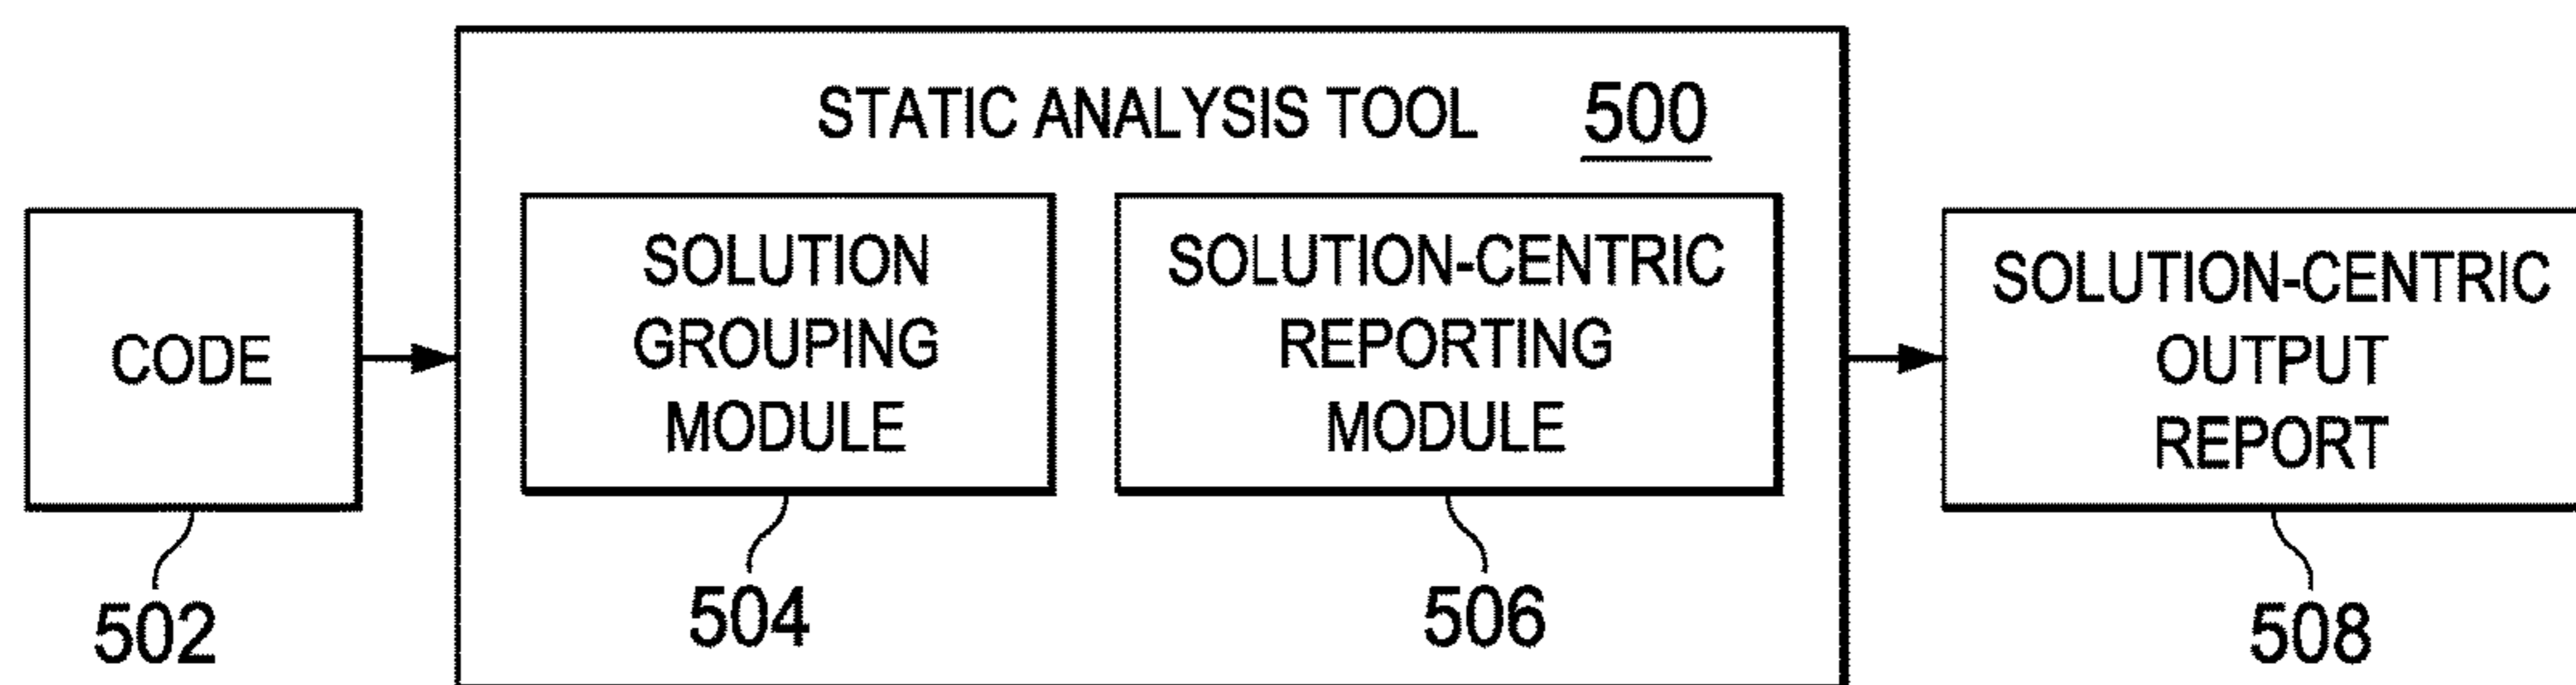 STATIC ANALYSIS TOOL 500
CODE
SOLUTION
GROUPING
MODULE
SOLUTION-CENTRIC
REPORTING
MODULE
SOLUTION-CENTRIC
OUTPUT
REPORT
502
504
506
508